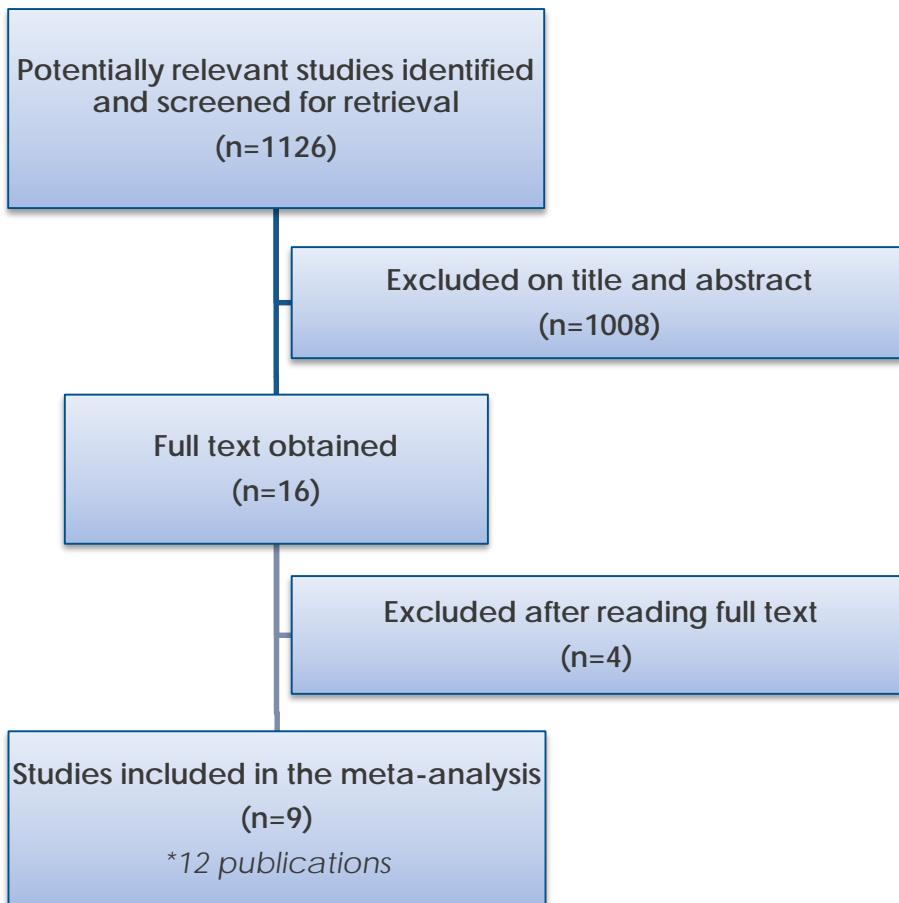 Potentially relevant studies identified
and screened for retrieval
(n=1126)
Excluded on title and abstract
(n=1008)
Full text obtained
(n=16)
Excluded after reading full text
(n=4)
Studies included in the meta-analysis
(n=9)
*12 publications